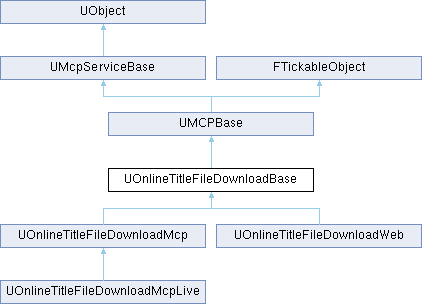 UObject
UMcpServiceBase
FTickableObject
UMCPBase
UOnlineTitleFileDownloadBase
UOnlineTitleFileDownloadMcp
UOnlineTitleFileDownloadWeb
UOnlineTitleFileDownloadMcpLive